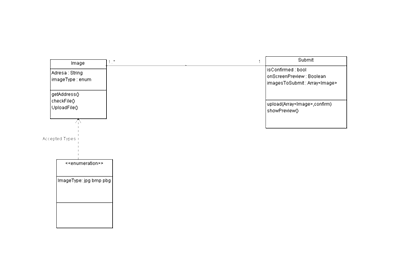 Image
Adresa : String
imageType : enum
getAddress()
checkFile()
UploadFile()
1 *
1
Submit
isConfirmed : bool
onScreenPreview : Boolean
imagesToSubmit : Array<Image>
upload(Array<Image>,confirm)
showPreview()
Accepted Types
<<enumeration>>
ImageType: jpg bmp pbg